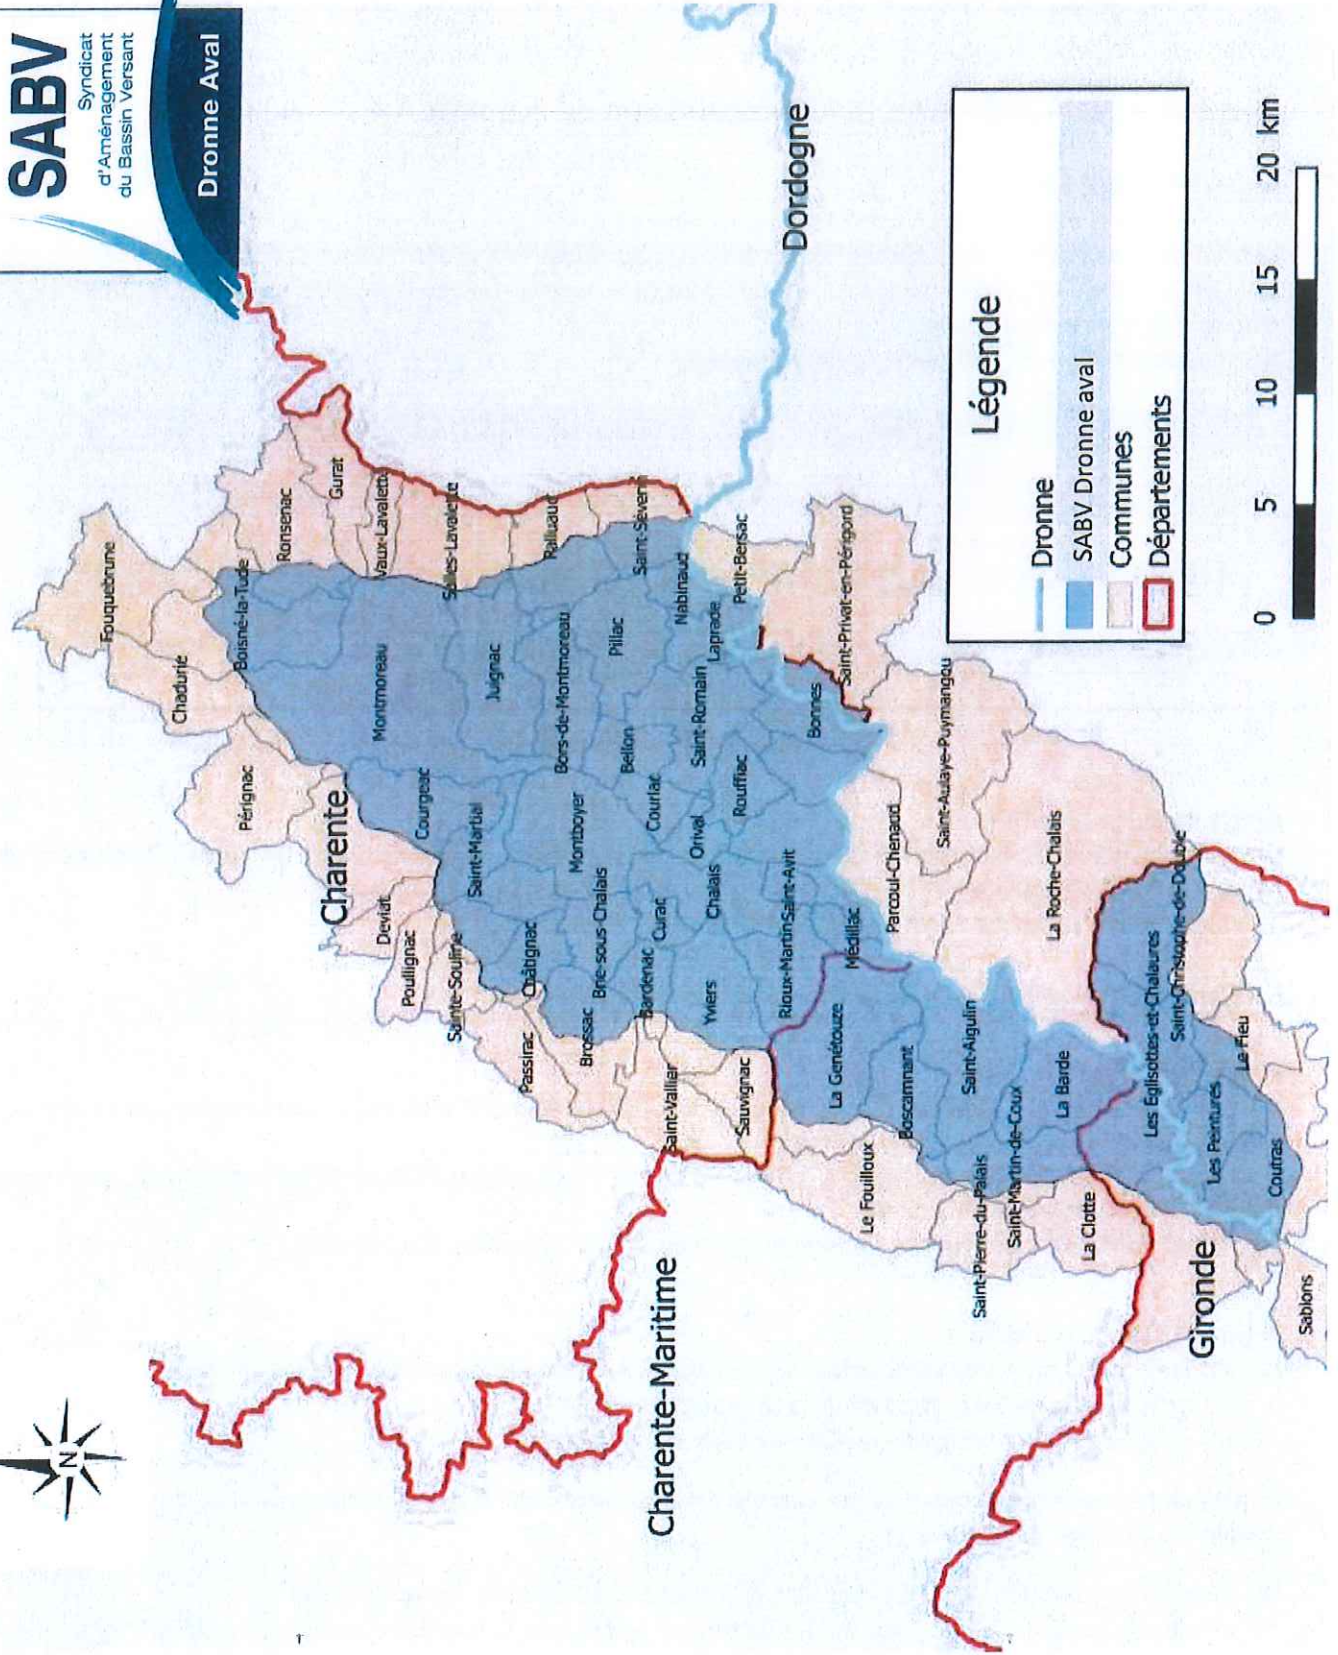 SABV
Syndicat
d'Aménagement
du Bassin Versant
Dronne Aval
N
Fouquebrune
Chadurié
Ronsenac
Gurat
Boisné-la-Tude
Vaux-Lavalette
Pérignac
Charente
Montmoreau
Salles-Lavalette
Deviat
Courgeac
Juignac
Poullignac
Saint-Martial
Palluaud
Sainte-Souline
Châtignac
Bors-de-Montmoreau
Montboyer
Pillac
Saint-Séverin
Passirac
Brossac
Brie-sous-Chalais
Bellon
Courlac
Nabinaud
Bardenac
Curac
Orival
Saint-Romain
Laprade
Petit-Bersac
Dordogne
Saint-Vallier
Yviers
Chalais
Rouffiac
Sauvignac
Rioux-Martin
Saint-Avit
Bonnes
Saint-Privat-en-Périgord
Charente-Maritime
Médillac
La Genétouze
Parcoul-Chenaud
Le Fouilloux
Boscamnant
Saint-Aulaye-Puymangou
Saint-Aigulin
Saint-Pierre-du-Palais
Saint-Martin-de-Coux
La Barde
La Roche-Chalais
La Clotte
Les Eglisottes-et-Chalaures
Saint-Christophe-de-Double
Gironde
Les Peintures
Le Fieu
Coutras
Sablons
Légende
Dronne
SABV Dronne aval
Communes
Départements
0 5 10 15 20 km